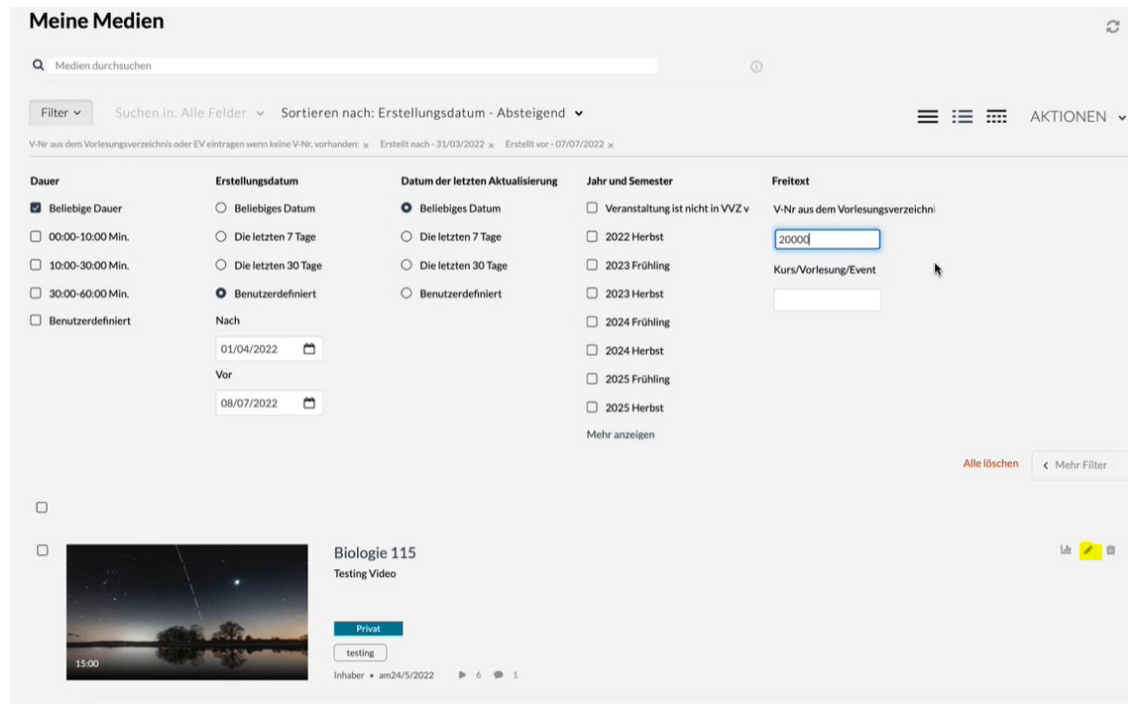 Meine Medien
Medien durchsuchen
Filter
Suchen in: Alle Felder
Sortieren nach: Erstellungsdatum - Absteigend
AKTIONEN
V-Nr aus dem Vorlesungsverzeichnis oder EV eintragen wenn keine V-Nr. vorhanden: x Erstellt nach - 31/03/2022 x Erstellt vor - 07/07/2022 x
Dauer
Beliebige Dauer
00:00-10:00 Min.
10:00-30:00 Min.
30:00-60:00 Min.
Benutzerdefiniert
Erstellungsdatum
Beliebiges Datum
Die letzten 7 Tage
Die letzten 30 Tage
Benutzerdefiniert
Nach
01/04/2022
Vor
08/07/2022
Datum der letzten Aktualisierung
Beliebiges Datum
Die letzten 7 Tage
Die letzten 30 Tage
Benutzerdefiniert
Jahr und Semester
Veranstaltung ist nicht in VVZ v
2022 Herbst
2023 Frühling
2023 Herbst
2024 Frühling
2024 Herbst
2025 Frühling
2025 Herbst
Mehr anzeigen
Freitext
V-Nr aus dem Vorlesungsverzeichni
20000
Kurs/Vorlesung/Event
Alle löschen
Mehr Filter
15:00
Biologie 115
Testing Video
Privat
testing
Inhaber • am24/5/2022 6 1